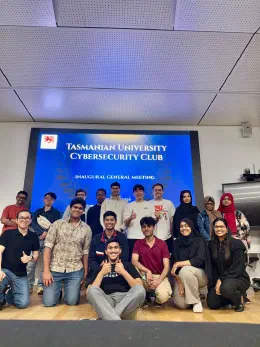 Tasmanian University
Cybersecurity Club
Inaugural General Meeting